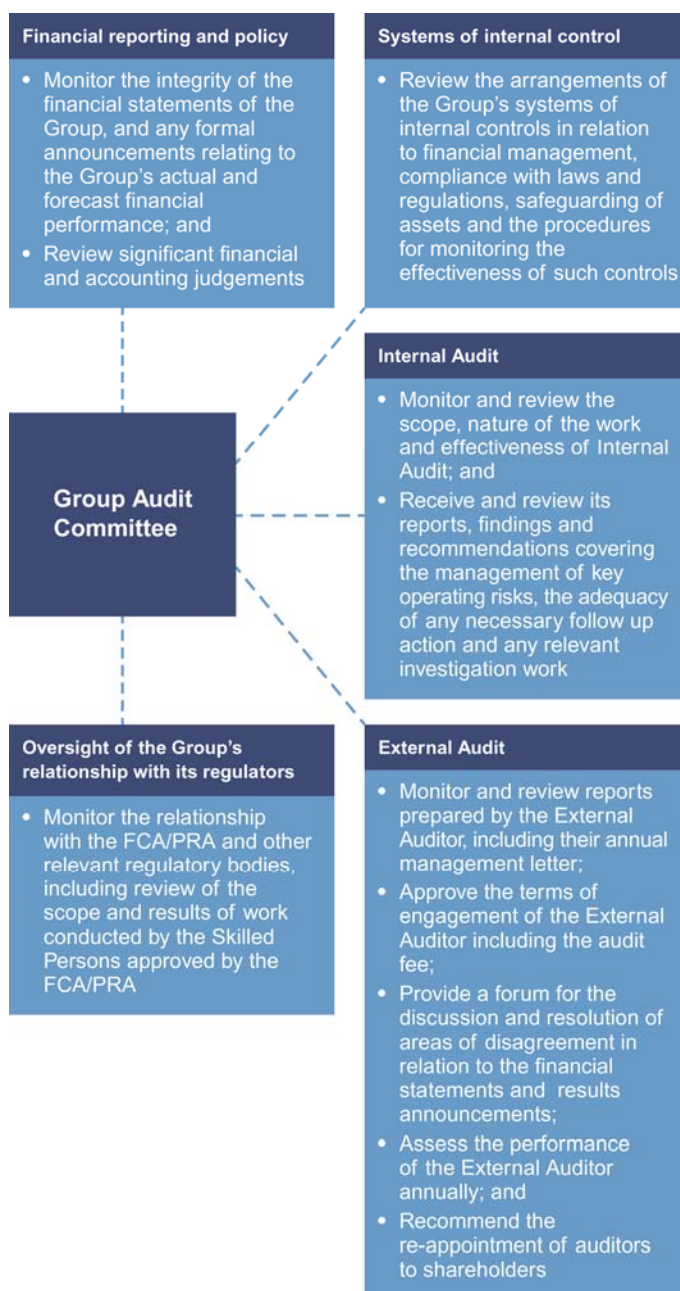 Financial reporting and policy
• Monitor the integrity of the
financial statements of the
Group, and any formal
announcements relating to
the Group's actual and
forecast financial
performance; and
• Review significant financial
and accounting judgements
Systems of internal control
• Review the arrangements of
the Group's systems of
internal controls in relation
to financial management,
compliance with laws and
regulations, safeguarding of
assets and the procedures
for monitoring the
effectiveness of such controls
Internal Audit
• Monitor and review the
scope, nature of the work
and effectiveness of Internal
Audit; and
• Receive and review its
reports, findings and
recommendations covering
the management of key
operating risks, the adequacy
of any necessary follow up
action and any relevant
investigation work
Group Audit
Committee
Oversight of the Group's
relationship with its regulators
• Monitor the relationship
with the FCA/PRA and other
relevant regulatory bodies,
including review of the
scope and results of work
conducted by the Skilled
Persons approved by the
FCA/PRA
External Audit
• Monitor and review reports
prepared by the External
Auditor, including their annual
management letter;
• Approve the terms of
engagement of the External
Auditor including the audit
fee;
• Provide a forum for the
discussion and resolution of
areas of disagreement in
relation to the financial
statements and results
announcements;
• Assess the performance
of the External Auditor
annually; and
• Recommend the
re-appointment of auditors
to shareholders